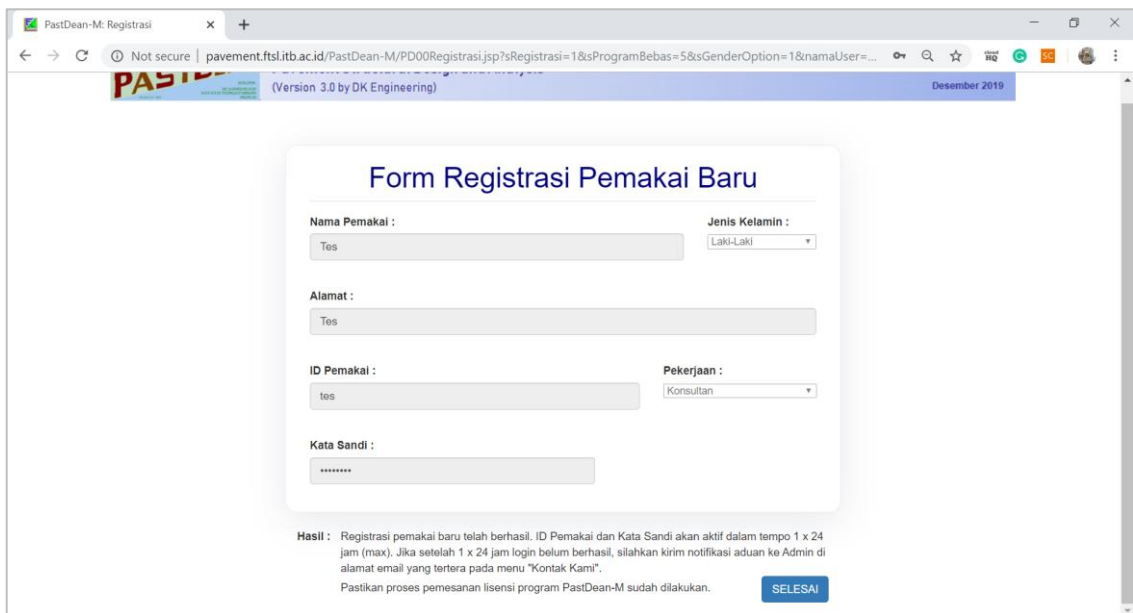 PastDean-M: Registrasi
Not secure | pavement.ftsl.itb.ac.id/PastDean-M/PD00Registrasi.jsp?sRegistrasi=1&sProgramBebas=5&sGenderOption=1&namaUser=...
(Version 3.0 by DK Engineering)
Desember 2019
Form Registrasi Pemakai Baru
Nama Pemakai :
Jenis Kelamin :
Tes
Laki-Laki
Alamat :
Tes
ID Pemakai :
Pekerjaan :
tes
Konsultan
Kata Sandi :
••••••••
Hasil : Registrasi pemakai baru telah berhasil. ID Pemakai dan Kata Sandi akan aktif dalam tempo 1 x 24
jam (max). Jika setelah 1 x 24 jam login belum berhasil, silahkan kirim notifikasi aduan ke Admin di
alamat email yang tertera pada menu "Kontak Kami".
Pastikan proses pemesanan lisensi program PastDean-M sudah dilakukan.
SELESAI